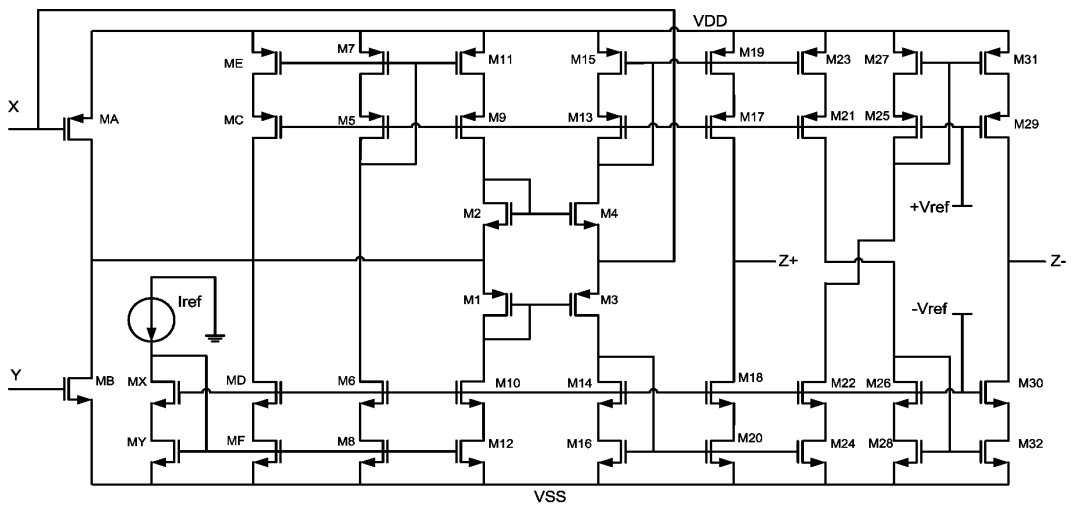 VDD
M7
ME
M11
M15
M19
M23
M27
M31
X
MA
MC
M5
M9
M13
M17
M21
M25
M29
M2
M4
+Vref
Z+
Z-
M1
M3
Iref
-Vref
Y
MB
MX
MD
M6
M10
M14
M18
M22
M26
M30
MY
MF
M8
M12
M16
M20
M24
M28
M32
VSS